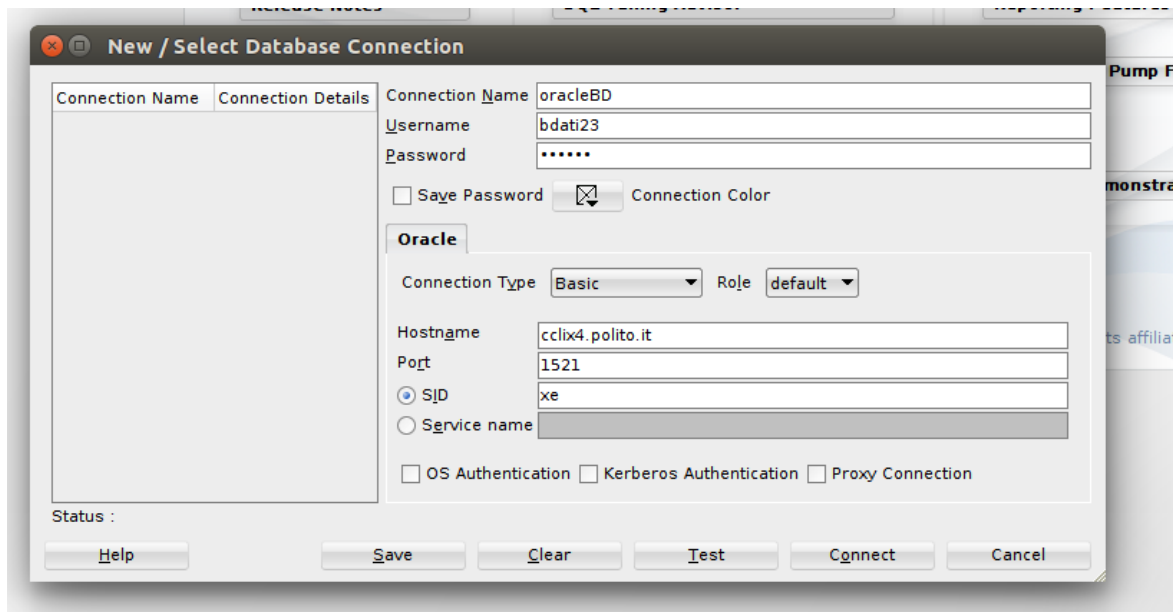 Release Notes
New / Select Database Connection
Pump F
Connection Name Connection Details
Connection Name oracleBD
Username bdati23
Password ••••••
Save Password Connection Color
monstra
Oracle
Connection Type Basic Role default
Hostname cclix4.polito.it
ts affilia
Port 1521
SID xe
Service name
OS Authentication Kerberos Authentication Proxy Connection
Status :
Help Save Clear Test Connect Cancel